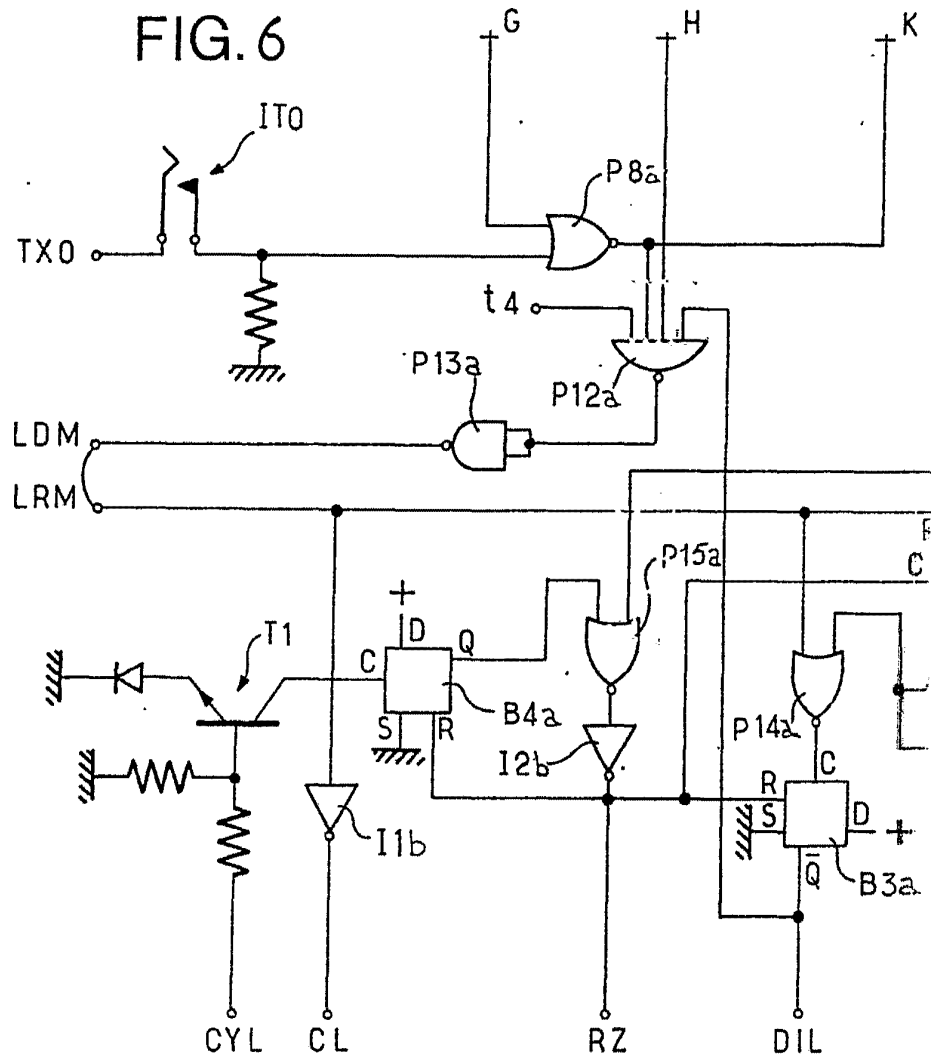 FIG. 6
G
H
K
IT0
P8a
TX0
t4
P13a
P12a
LDM
LRM
P15a
C
T1
D
Q
C
B4a
S
R
P14a
I2b
C
R
S
D
I1b
Q̅
B3a
CYL
CL
RZ
DIL